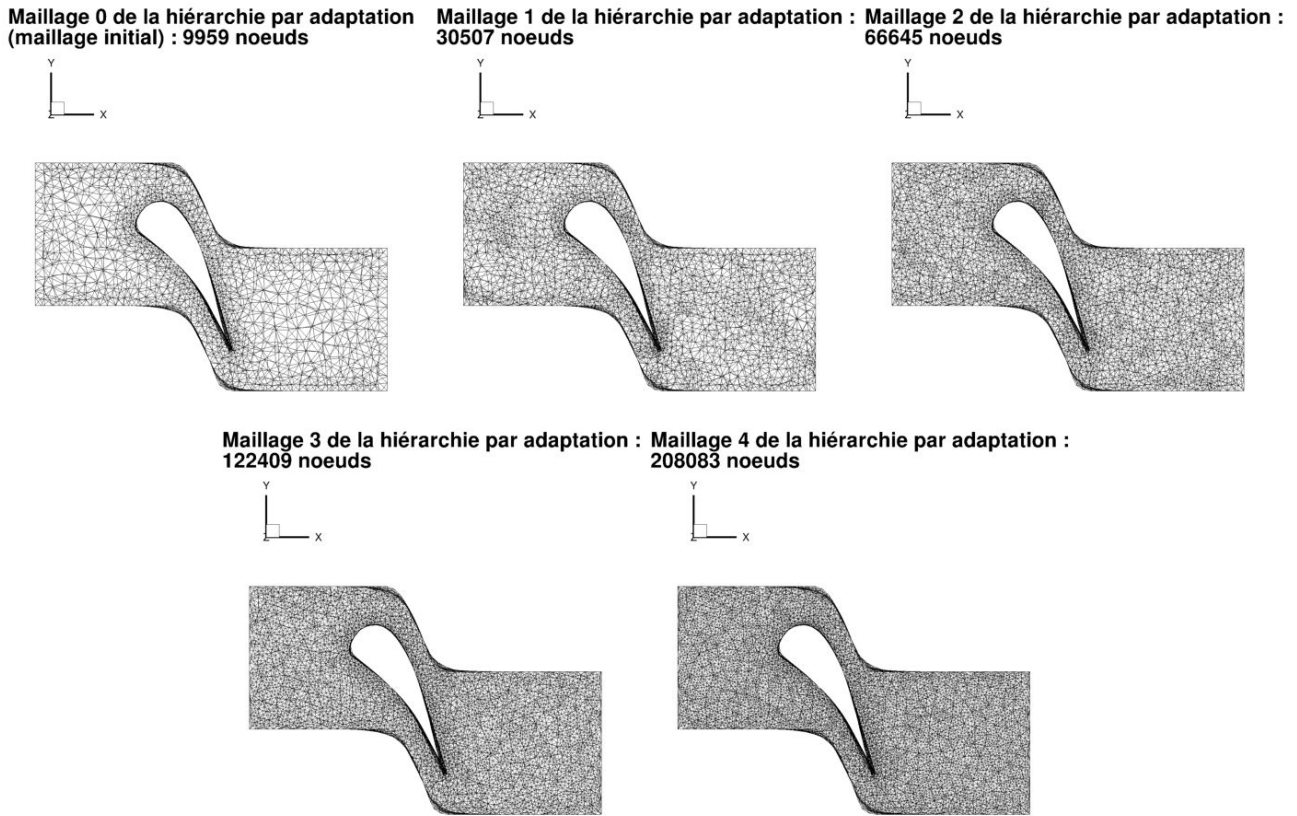 Maillage 0 de la hiérarchie par adaptation
(maillage initial) : 9959 noeuds
Maillage 1 de la hiérarchie par adaptation :
30507 noeuds
Maillage 2 de la hiérarchie par adaptation :
66645 noeuds
Y
Z
X
Y
Z
X
Y
Z
X
Maillage 3 de la hiérarchie par adaptation :
122409 noeuds
Maillage 4 de la hiérarchie par adaptation :
208083 noeuds
Y
Z
X
Y
Z
X